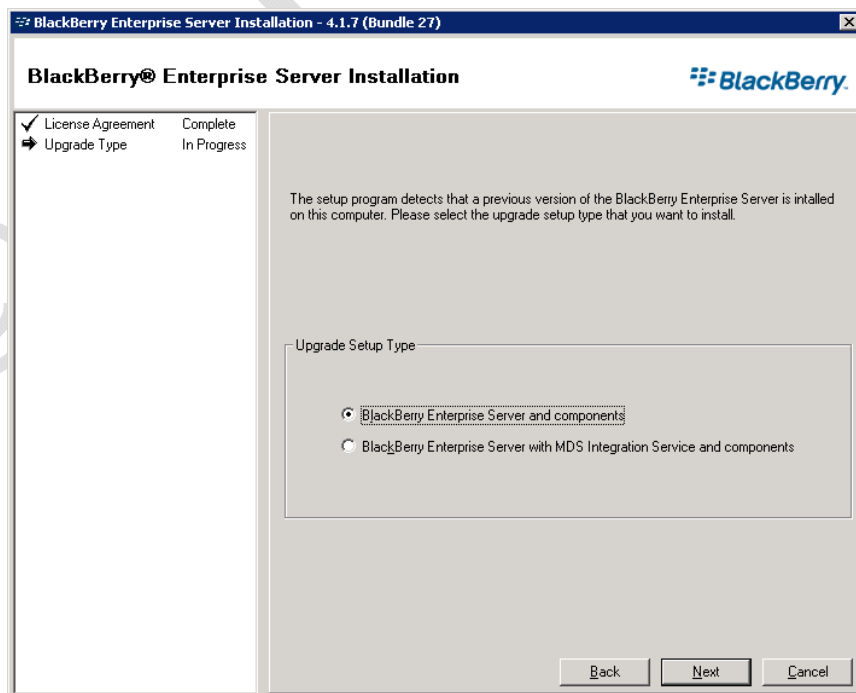 BlackBerry Enterprise Server Installation - 4.1.7 (Bundle 27)
BlackBerry® Enterprise Server Installation
BlackBerry.
License Agreement Complete
Upgrade Type In Progress
The setup program detects that a previous version of the BlackBerry Enterprise Server is intalled
on this computer. Please select the upgrade setup type that you want to install.
Upgrade Setup Type
BlackBerry Enterprise Server and components
BlackBerry Enterprise Server with MDS Integration Service and components
Back Next Cancel